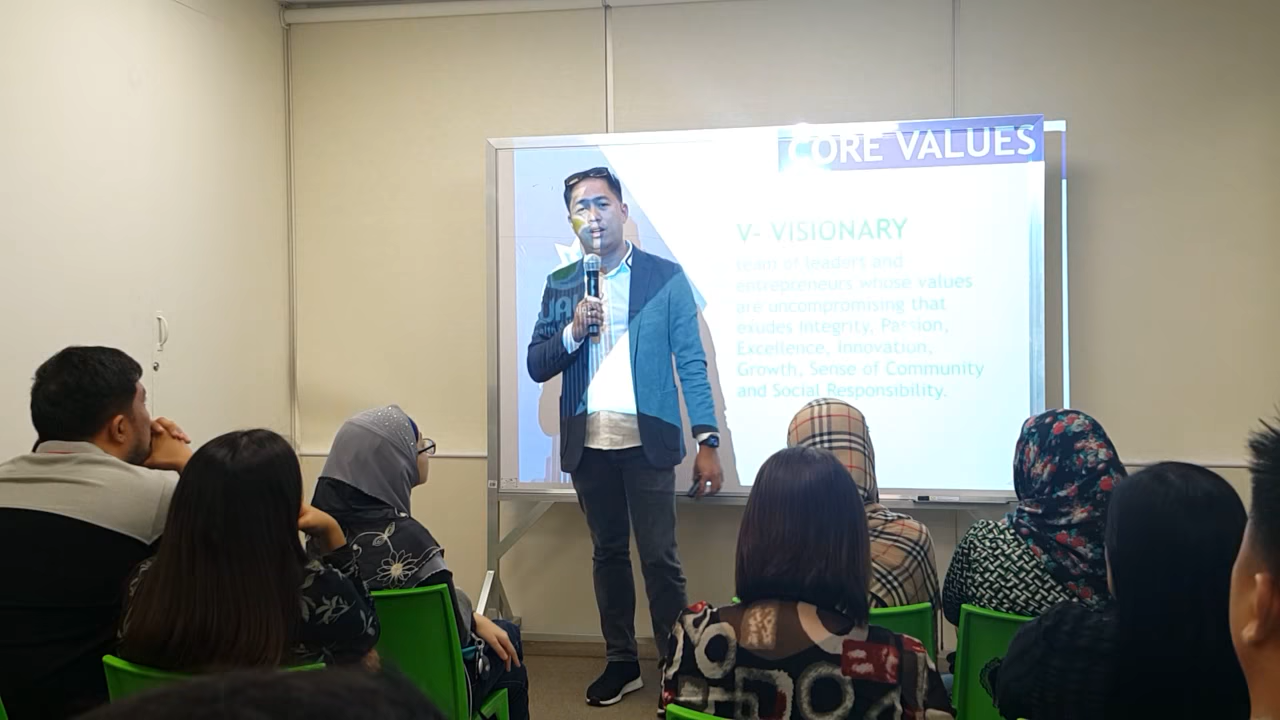 CORE VALUES
V- VISIONARY
team of leaders and
entrepreneurs whose values
are uncompromising that
exudes Integrity, Passion,
Excellence, Innovation,
Growth, Sense of Community
and Social Responsibility.